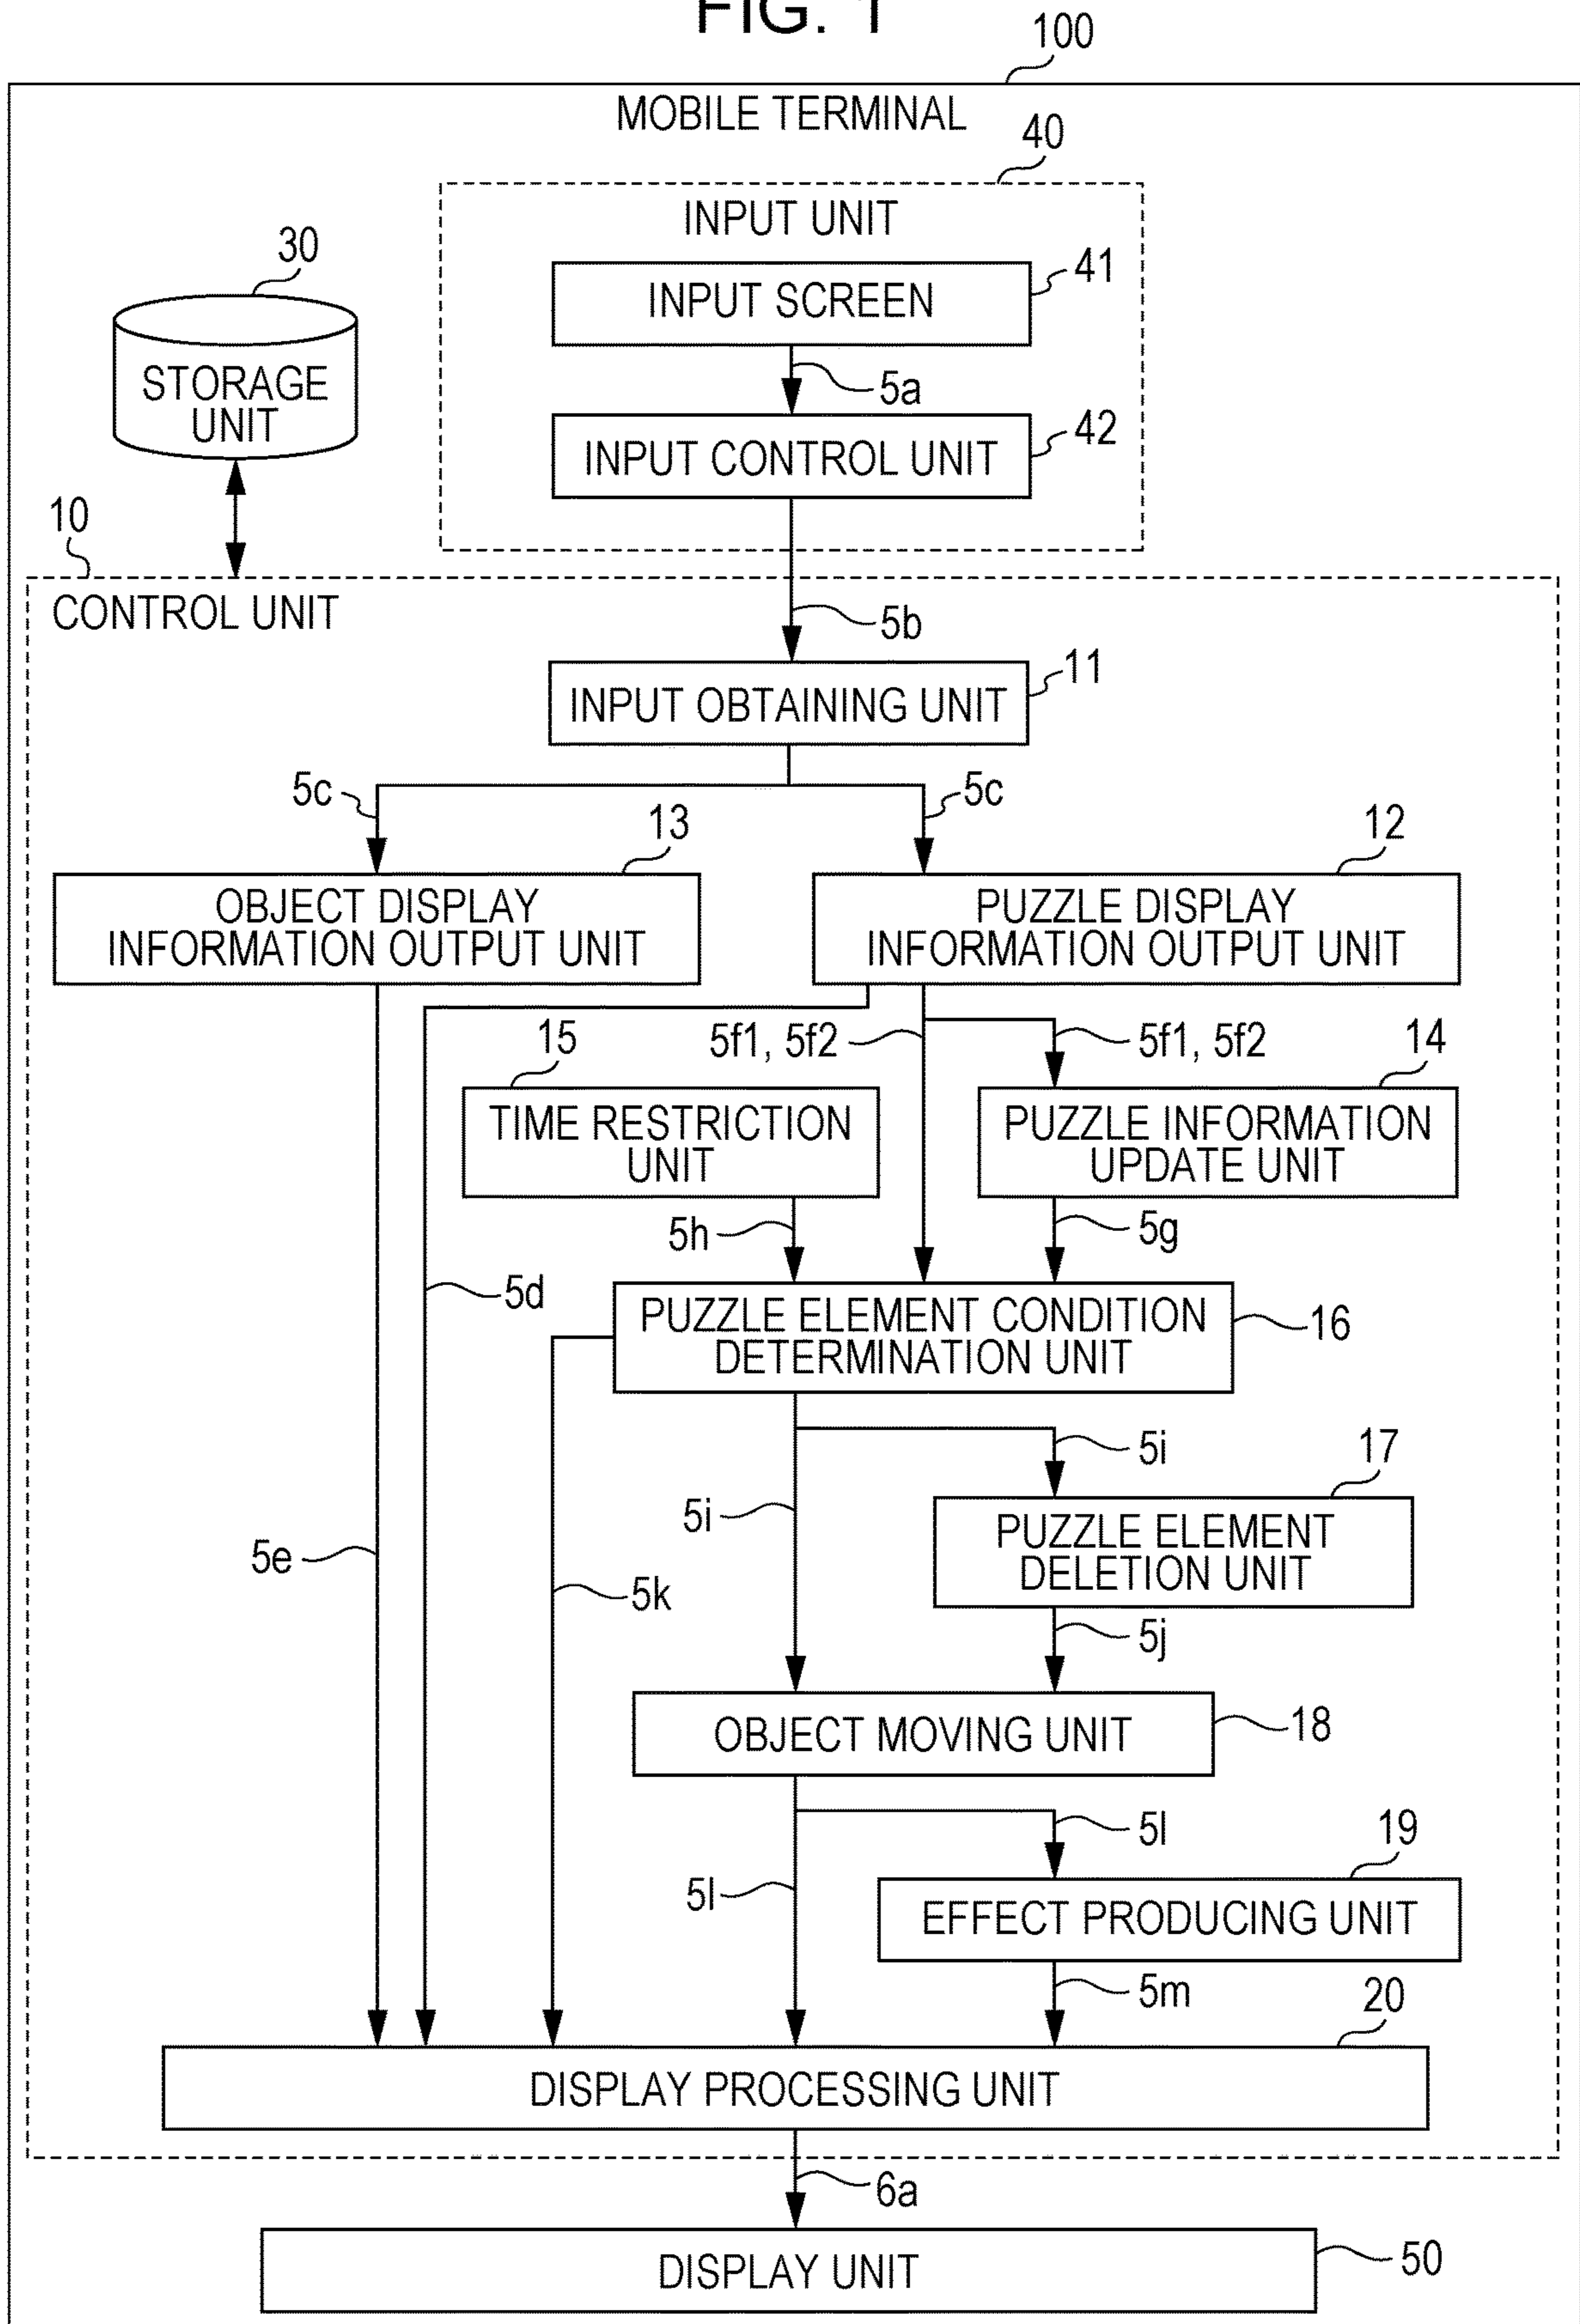 FIG. 1
100
MOBILE TERMINAL
40
INPUT UNIT
30
41
INPUT SCREEN
STORAGE
UNIT
5a
42
INPUT CONTROL UNIT
10
CONTROL UNIT
5b
11
INPUT OBTAINING UNIT
5c
5c
13
12
OBJECT DISPLAY
INFORMATION OUTPUT UNIT
PUZZLE DISPLAY
INFORMATION OUTPUT UNIT
15
5f1, 5f2
5f1, 5f2
14
TIME RESTRICTION
UNIT
PUZZLE INFORMATION
UPDATE UNIT
5h
5g
5d
PUZZLE ELEMENT CONDITION
DETERMINATION UNIT
16
5i
17
5i
PUZZLE ELEMENT
DELETION UNIT
5e
5k
5j
OBJECT MOVING UNIT
18
5l
19
5l
EFFECT PRODUCING UNIT
5m
20
DISPLAY PROCESSING UNIT
6a
DISPLAY UNIT
50